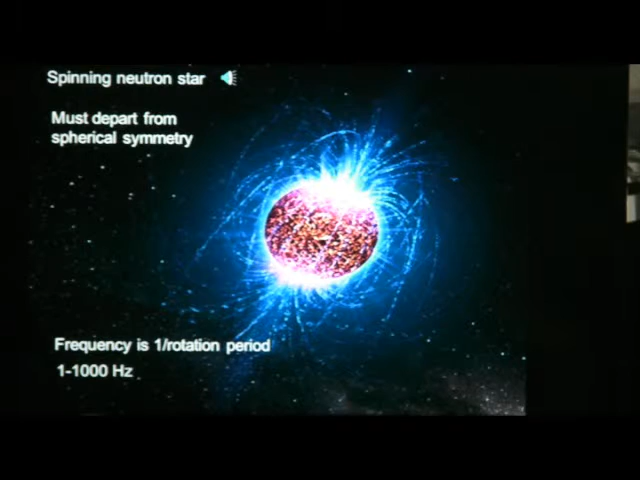 Spinning neutron star
Must depart from
spherical symmetry
Frequency is 1/rotation period
1-1000 Hz